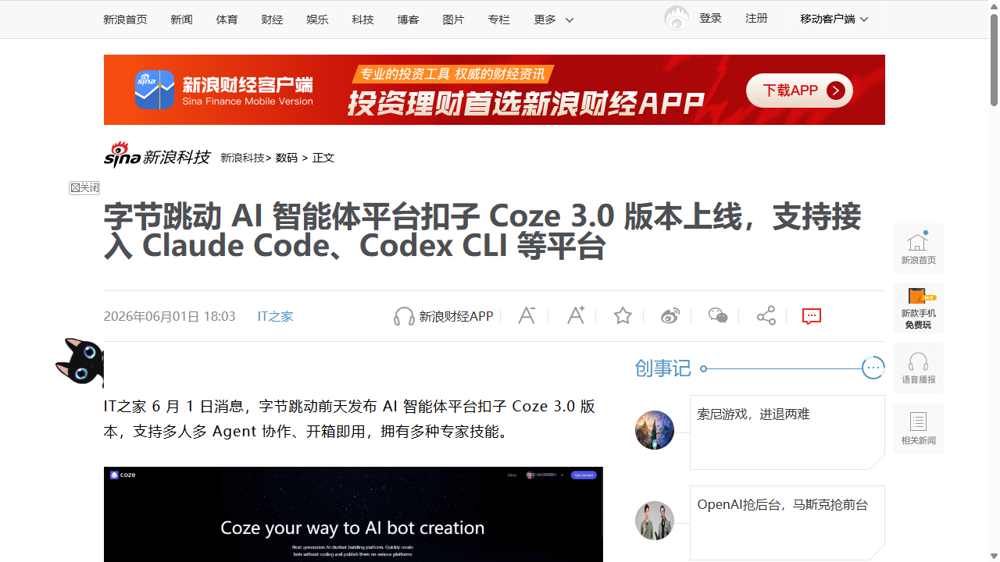 新浪首页 新闻 体育 财经 娱乐 科技 博客 图片 专栏 更多 登录 注册 移动客户端
sina 新浪财经客户端
Sina Finance Mobile Version
专业的投资工具 权威的财经资讯
投资理财首选新浪财经APP
下载APP
sina 新浪科技 新浪科技> 数码 > 正文
关闭
字节跳动 AI 智能体平台扣子 Coze 3.0 版本上线，支持接
入 Claude Code、Codex CLI 等平台
2026年06月01日 18:03 IT之家 新浪财经APP
IT之家 6 月 1 日消息，字节跳动前天发布 AI 智能体平台扣子 Coze 3.0 版
本，支持多人多 Agent 协作、开箱即用，拥有多种专家技能。
coze Docs Get started
Coze your way to AI bot creation
Next-generation AI chatbot building platform. Quickly create
bots without coding and publish them on various platforms
创事记
索尼游戏，进退两难
OpenAI抢后台，马斯克抢前台
新浪首页
新款手机
免费玩
语音播报
相关新闻